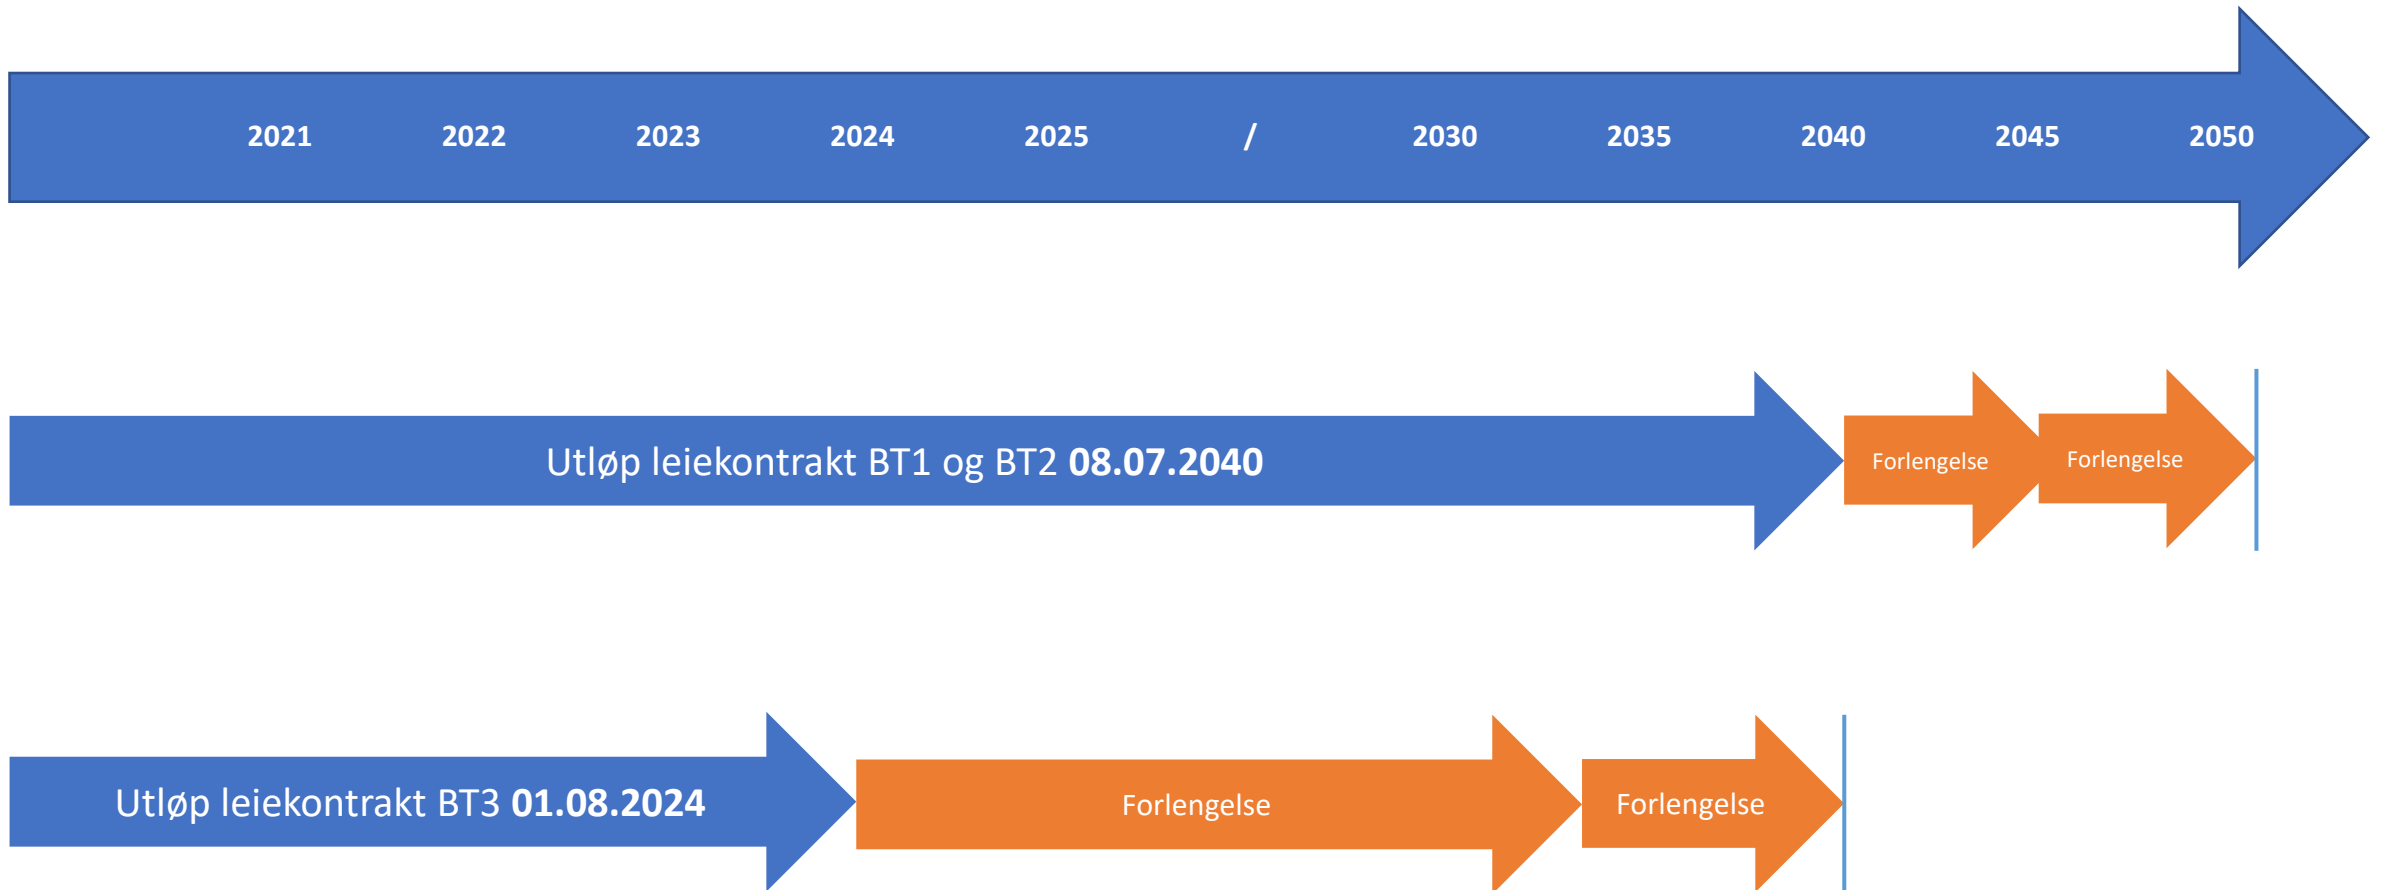 2021 2022 2023 2024 2025 / 2030 2035 2040 2045 2050
Utløp leiekontrakt BT1 og BT2 08.07.2040
Forlengelse
Forlengelse
Utløp leiekontrakt BT3 01.08.2024
Forlengelse
Forlengelse